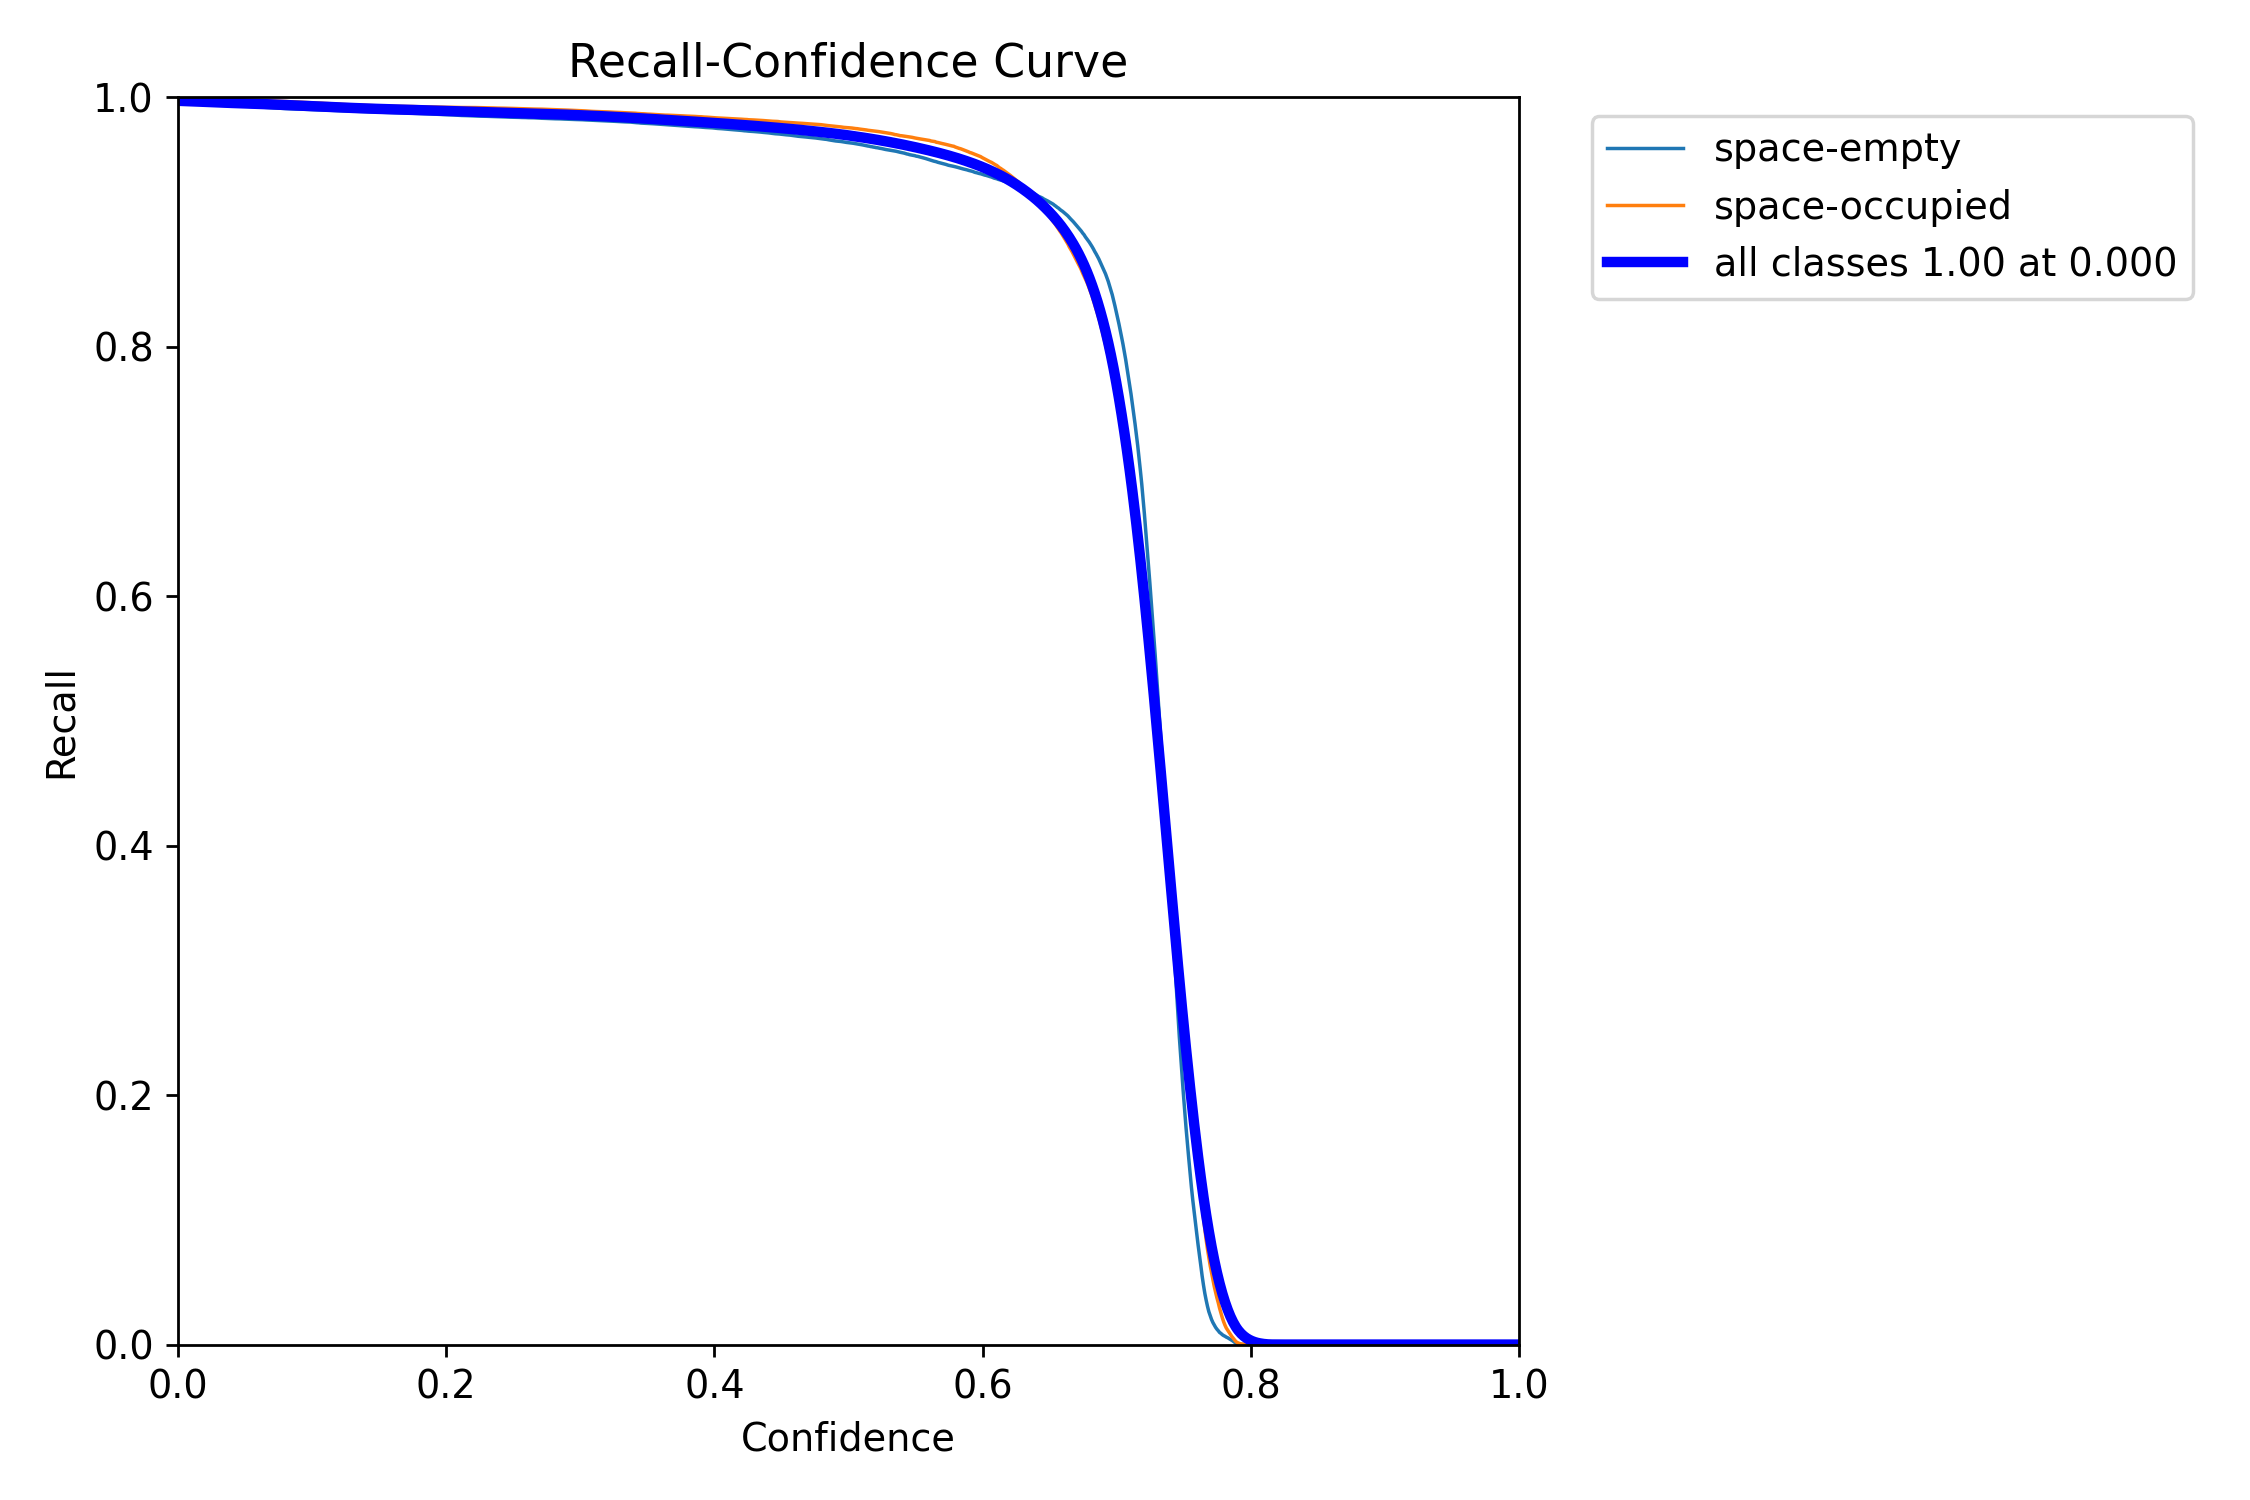 Recall-Confidence Curve
1.0
0.8
0.6
0.4
0.2
0.0
Recall
0.0 0.2 0.4 0.6 0.8 1.0
Confidence
space-empty
space-occupied
all classes 1.00 at 0.000